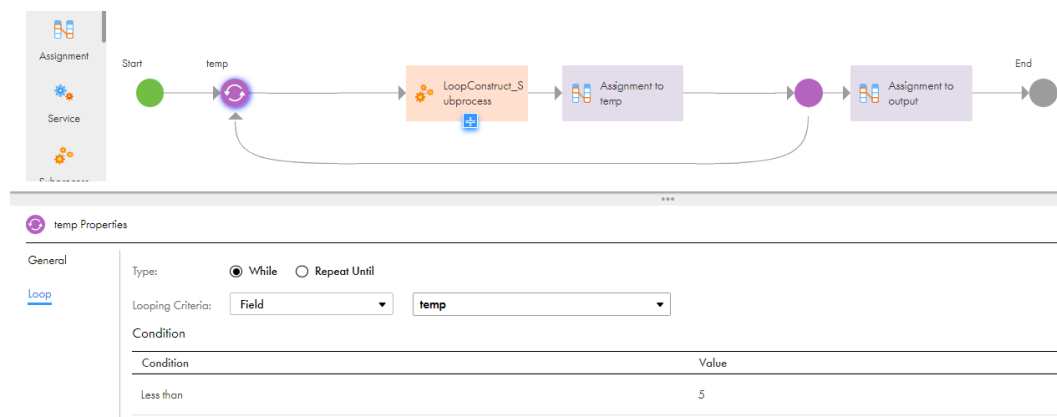 Assignment
Service
Subprocess
Start
temp
LoopConstruct_S
ubprocess
Assignment to
temp
Assignment to
output
End
temp Properties
General
Loop
Type:
While
Repeat Until
Looping Criteria:
Field
temp
Condition
Condition
Value
Less than
5